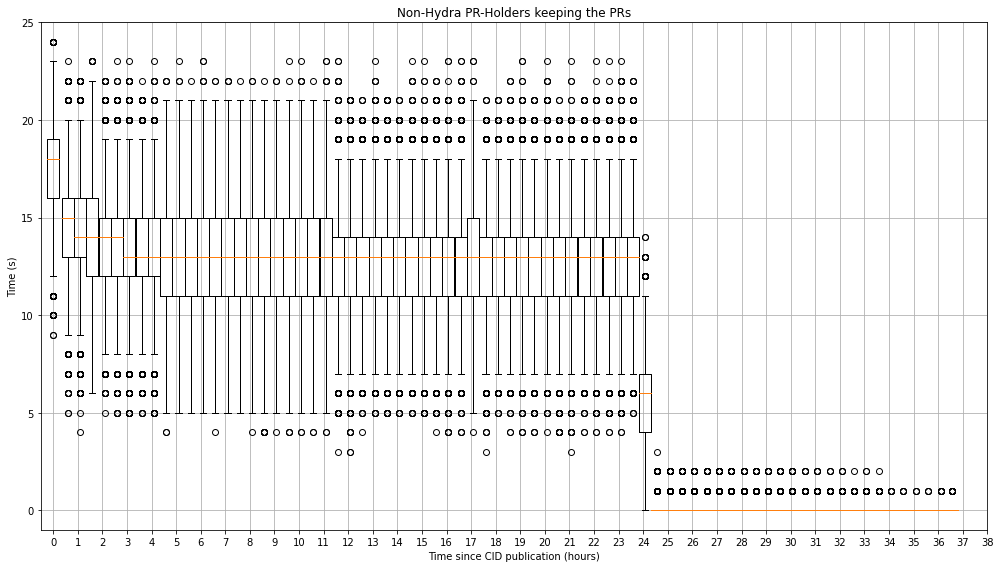 Non-Hydra PR-Holders keeping the PRs
25
20
15
10
5
0
Time (s)
0 1 2 3 4 5 6 7 8 9 10 11 12 13 14 15 16 17 18 19 20 21 22 23 24 25 26 27 28 29 30 31 32 33 34 35 36 37 38
Time since CID publication (hours)